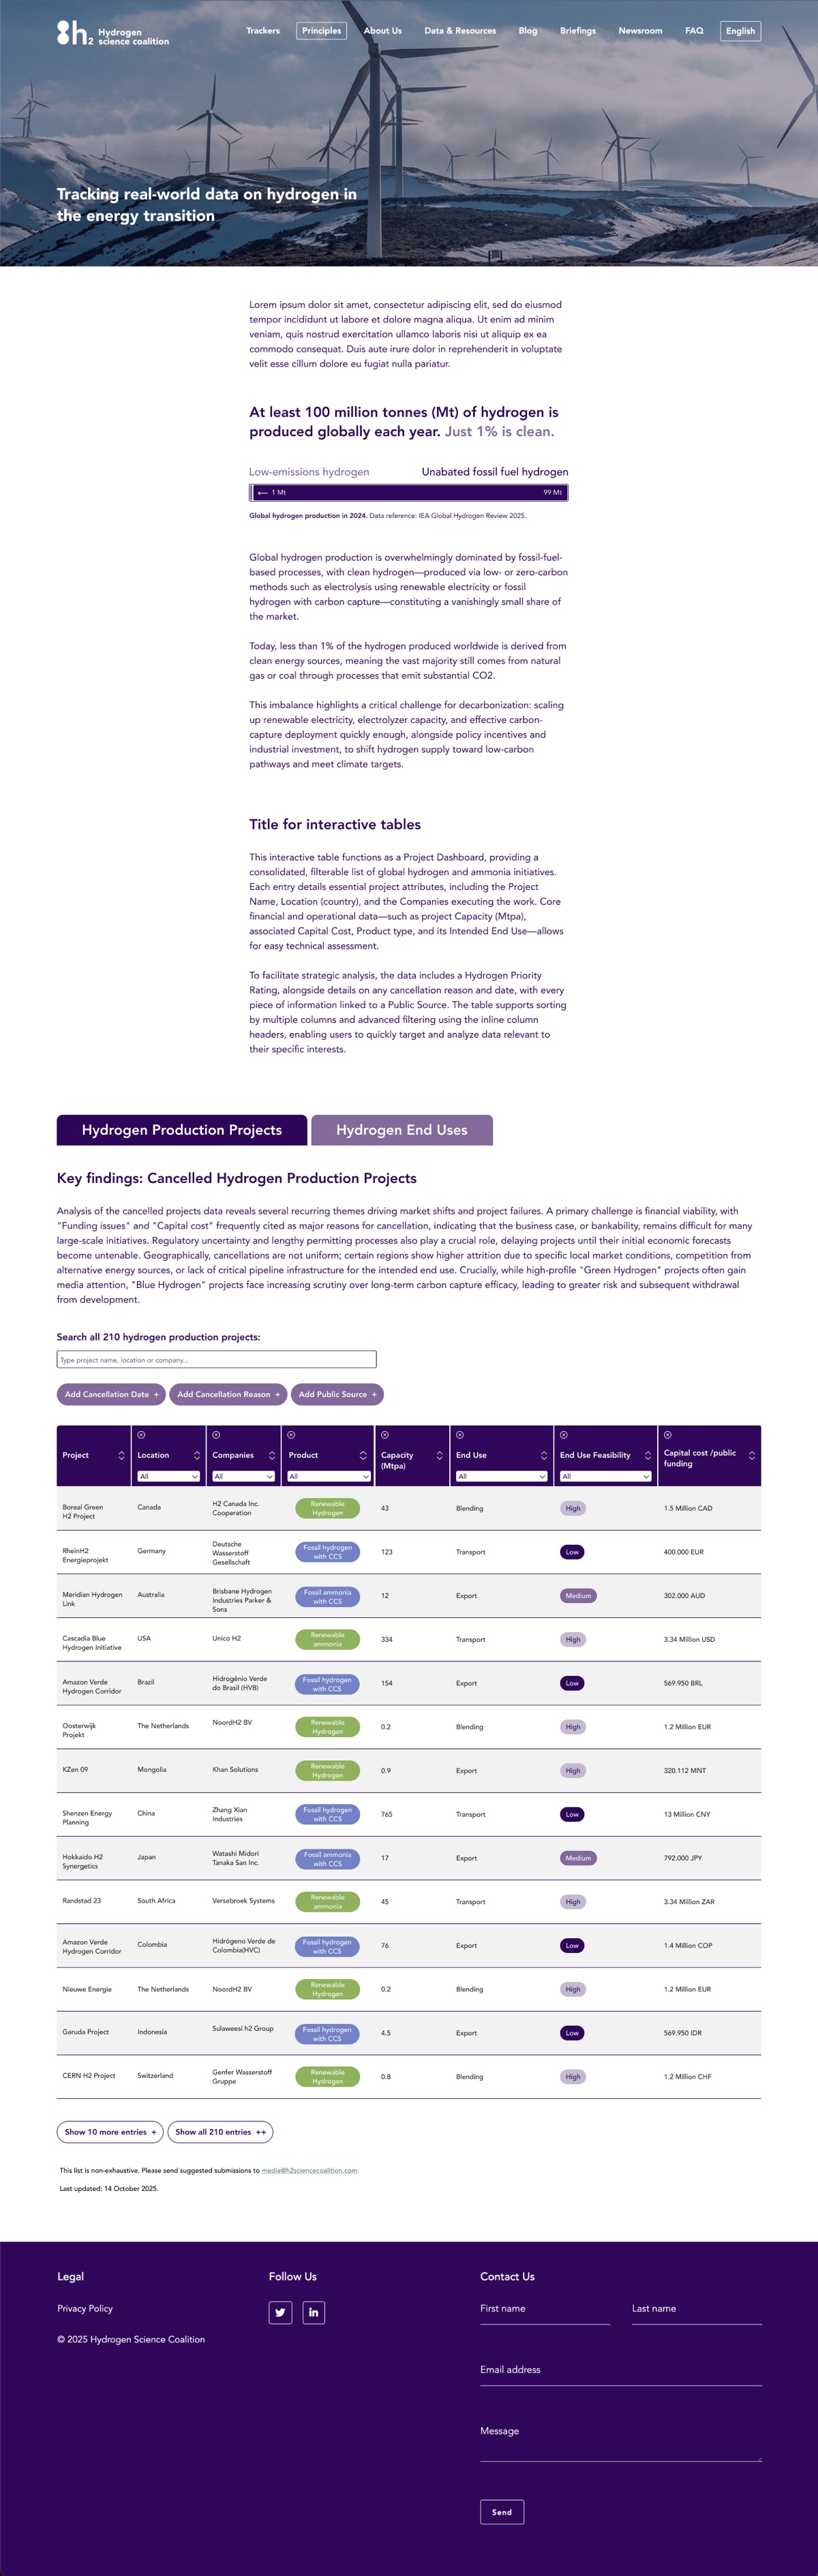 Hydrogen
science coalition
h2
Trackers
Principles
About Us
Data & Resources
Blog
Briefings
Newsroom
FAQ
English
Tracking real-world data on hydrogen in
the energy transition
Lorem ipsum dolor sit amet, consectetur adipiscing elit, sed do eiusmod
tempor incididunt ut labore et dolore magna aliqua. Ut enim ad minim
veniam, quis nostrud exercitation ullamco laboris nisi ut aliquip ex ea
commodo consequat. Duis aute irure dolor in reprehenderit in voluptate
velit esse cillum dolore eu fugiat nulla pariatur.
At least 100 million tonnes (Mt) of hydrogen is
produced globally each year. Just 1% is clean.
Low-emissions hydrogen
Unabated fossil fuel hydrogen
← 1 Mt
99 Mt
Global hydrogen production in 2024. Data reference: IEA Global Hydrogen Review 2025.
Global hydrogen production is overwhelmingly dominated by fossil-fuel-
based processes, with clean hydrogen—produced via low- or zero-carbon
methods such as electrolysis using renewable electricity or fossil
hydrogen with carbon capture—constituting a vanishingly small share of
the market.
Today, less than 1% of the hydrogen produced worldwide is derived from
clean energy sources, meaning the vast majority still comes from natural
gas or coal through processes that emit substantial CO2.
This imbalance highlights a critical challenge for decarbonization: scaling
up renewable electricity, electrolyzer capacity, and effective carbon-
capture deployment quickly enough, alongside policy incentives and
industrial investment, to shift hydrogen supply toward low-carbon
pathways and meet climate targets.
Title for interactive tables
This interactive table functions as a Project Dashboard, providing a
consolidated, filterable list of global hydrogen and ammonia initiatives.
Each entry details essential project attributes, including the Project
Name, Location (country), and the Companies executing the work. Core
financial and operational data—such as project Capacity (Mtpa),
associated Capital Cost, Product type, and its Intended End Use—allows
for easy technical assessment.
To facilitate strategic analysis, the data includes a Hydrogen Priority
Rating, alongside details on any cancellation reason and date, with every
piece of information linked to a Public Source. The table supports sorting
by multiple columns and advanced filtering using the inline column
headers, enabling users to quickly target and analyze data relevant to
their specific interests.
Hydrogen Production Projects
Hydrogen End Uses
Key findings: Cancelled Hydrogen Production Projects
Analysis of the cancelled projects data reveals several recurring themes driving market shifts and project failures. A primary challenge is financial viability, with
"Funding issues" and "Capital cost" frequently cited as major reasons for cancellation, indicating that the business case, or bankability, remains difficult for many
large-scale initiatives. Regulatory uncertainty and lengthy permitting processes also play a crucial role, delaying projects until their initial economic forecasts
become untenable. Geographically, cancellations are not uniform; certain regions show higher attrition due to specific local market conditions, competition from
alternative energy sources, or lack of critical pipeline infrastructure for the intended end use. Crucially, while high-profile "Green Hydrogen" projects often gain
media attention, "Blue Hydrogen" projects face increasing scrutiny over long-term carbon capture efficacy, leading to greater risk and subsequent withdrawal
from development.
Search all 210 hydrogen production projects:
Type project name, location or company...
Add Cancellation Date +
Add Cancellation Reason +
Add Public Source +
Project
Location
All
Companies
All
Product
All
Capacity
(Mtpa)
End Use
All
End Use Feasibility
All
Capital cost /public
funding
Boreal Green
H2 Project
Canada
H2 Canada Inc.
Cooperation
Renewable
Hydrogen
43
Blending
High
1.5 Million CAD
RheinH2
Energieprojekt
Germany
Deutsche
Wasserstoff
Gesellschaft
Fossil hydrogen
with CCS
123
Transport
Low
400.000 EUR
Meridian Hydrogen
Link
Australia
Brisbane Hydrogen
Industries Parker &
Sons
Fossil ammonia
with CCS
12
Export
Medium
302.000 AUD
Cascadia Blue
Hydrogen Initiative
USA
Unico H2
Renewable
ammonia
334
Transport
High
3.34 Million USD
Amazon Verde
Hydrogen Corridor
Brazil
Hidrogênio Verde
do Brasil (HVB)
Fossil hydrogen
with CCS
154
Export
Low
569.950 BRL
Oosterwijk
Projekt
The Netherlands
NoordH2 BV
Renewable
Hydrogen
0.2
Blending
High
1.2 Million EUR
KZen 09
Mongolia
Khan Solutions
Renewable
Hydrogen
0.9
Export
High
320.112 MNT
Shenzen Energy
Planning
China
Zhang Xian
Industries
Fossil hydrogen
with CCS
765
Transport
Low
13 Million CNY
Hokkaido H2
Synergetics
Japan
Watashi Midori
Tanaka San Inc.
Fossil ammonia
with CCS
17
Export
Medium
792.000 JPY
Randstad 23
South Africa
Versebroek Systems
Renewable
ammonia
45
Transport
High
3.34 Million ZAR
Amazon Verde
Hydrogen Corridor
Colombia
Hidrógeno Verde de
Colombia(HVC)
Fossil hydrogen
with CCS
76
Export
Low
1.4 Million COP
Nieuwe Energie
The Netherlands
NoordH2 BV
Renewable
Hydrogen
0.2
Blending
High
1.2 Million EUR
Garuda Project
Indonesia
Sulaweesi h2 Group
Fossil hydrogen
with CCS
4.5
Export
Low
569.950 IDR
CERN H2 Project
Switzerland
Genfer Wasserstoff
Gruppe
Renewable
Hydrogen
0.8
Blending
High
1.2 Million CHF
Show 10 more entries +
Show all 210 entries ++
This list is non-exhaustive. Please send suggested submissions to media@h2sciencecoalition.com.
Last updated: 14 October 2025.
Legal
Privacy Policy
© 2025 Hydrogen Science Coalition
Follow Us
in
Contact Us
First name
Last name
Email address
Message
Send